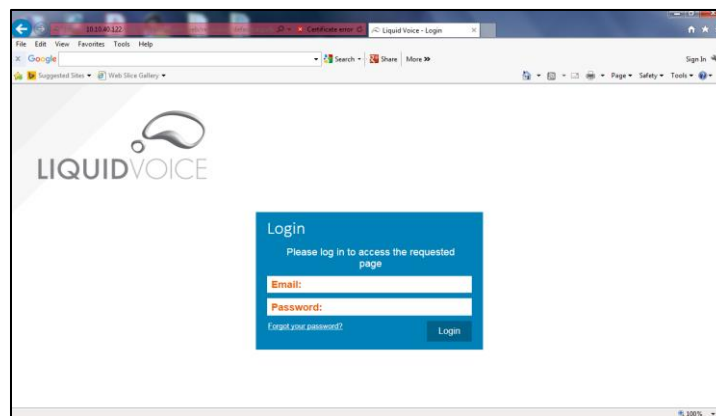 10.10.40.122
Certificate error
Liquid Voice - Login
File Edit View Favorites Tools Help
Google
Search
Share
More
Sign In
Suggested Sites
Web Slice Gallery
Page
Safety
Tools
LIQUIDVOICE
Login
Please log in to access the requested
page
Email:
Password:
Forgot your password?
Login
100%